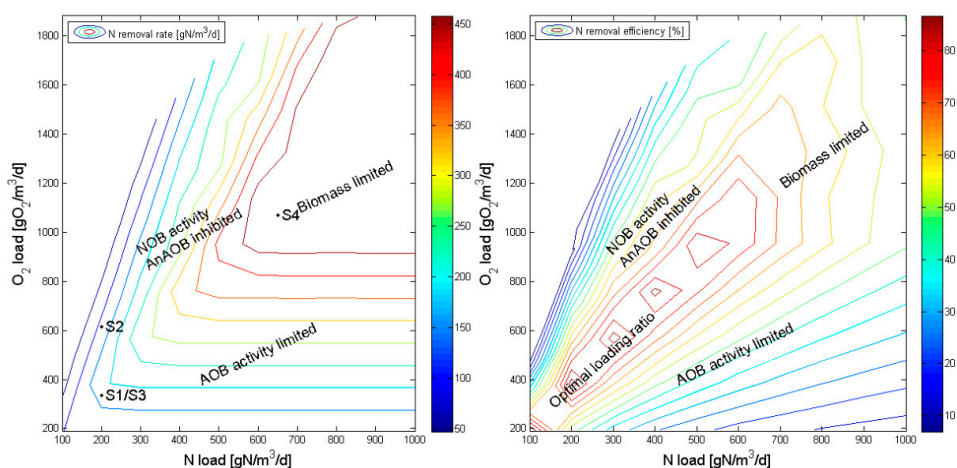 N removal rate [gN/m³/d]
O₂ load [gO₂/m³/d]
1800
1600
1400
1200
1000
800
600
400
200
100 200 300 400 500 600 700 800 900 1000
N load [gN/m³/d]
NOB activity
AnAOB inhibited
S4 Biomass limited
S2
AOB activity limited
S1/S3
450
400
350
300
250
200
150
100
50
N removal efficiency [%]
O₂ load [gO₂/m³/d]
1800
1600
1400
1200
1000
800
600
400
200
100 200 300 400 500 600 700 800 900 1000
N load [gN/m³/d]
Biomass limited
NOB activity
AnAOB inhibited
Optimal loading ratio
AOB activity limited
80
70
60
50
40
30
20
10